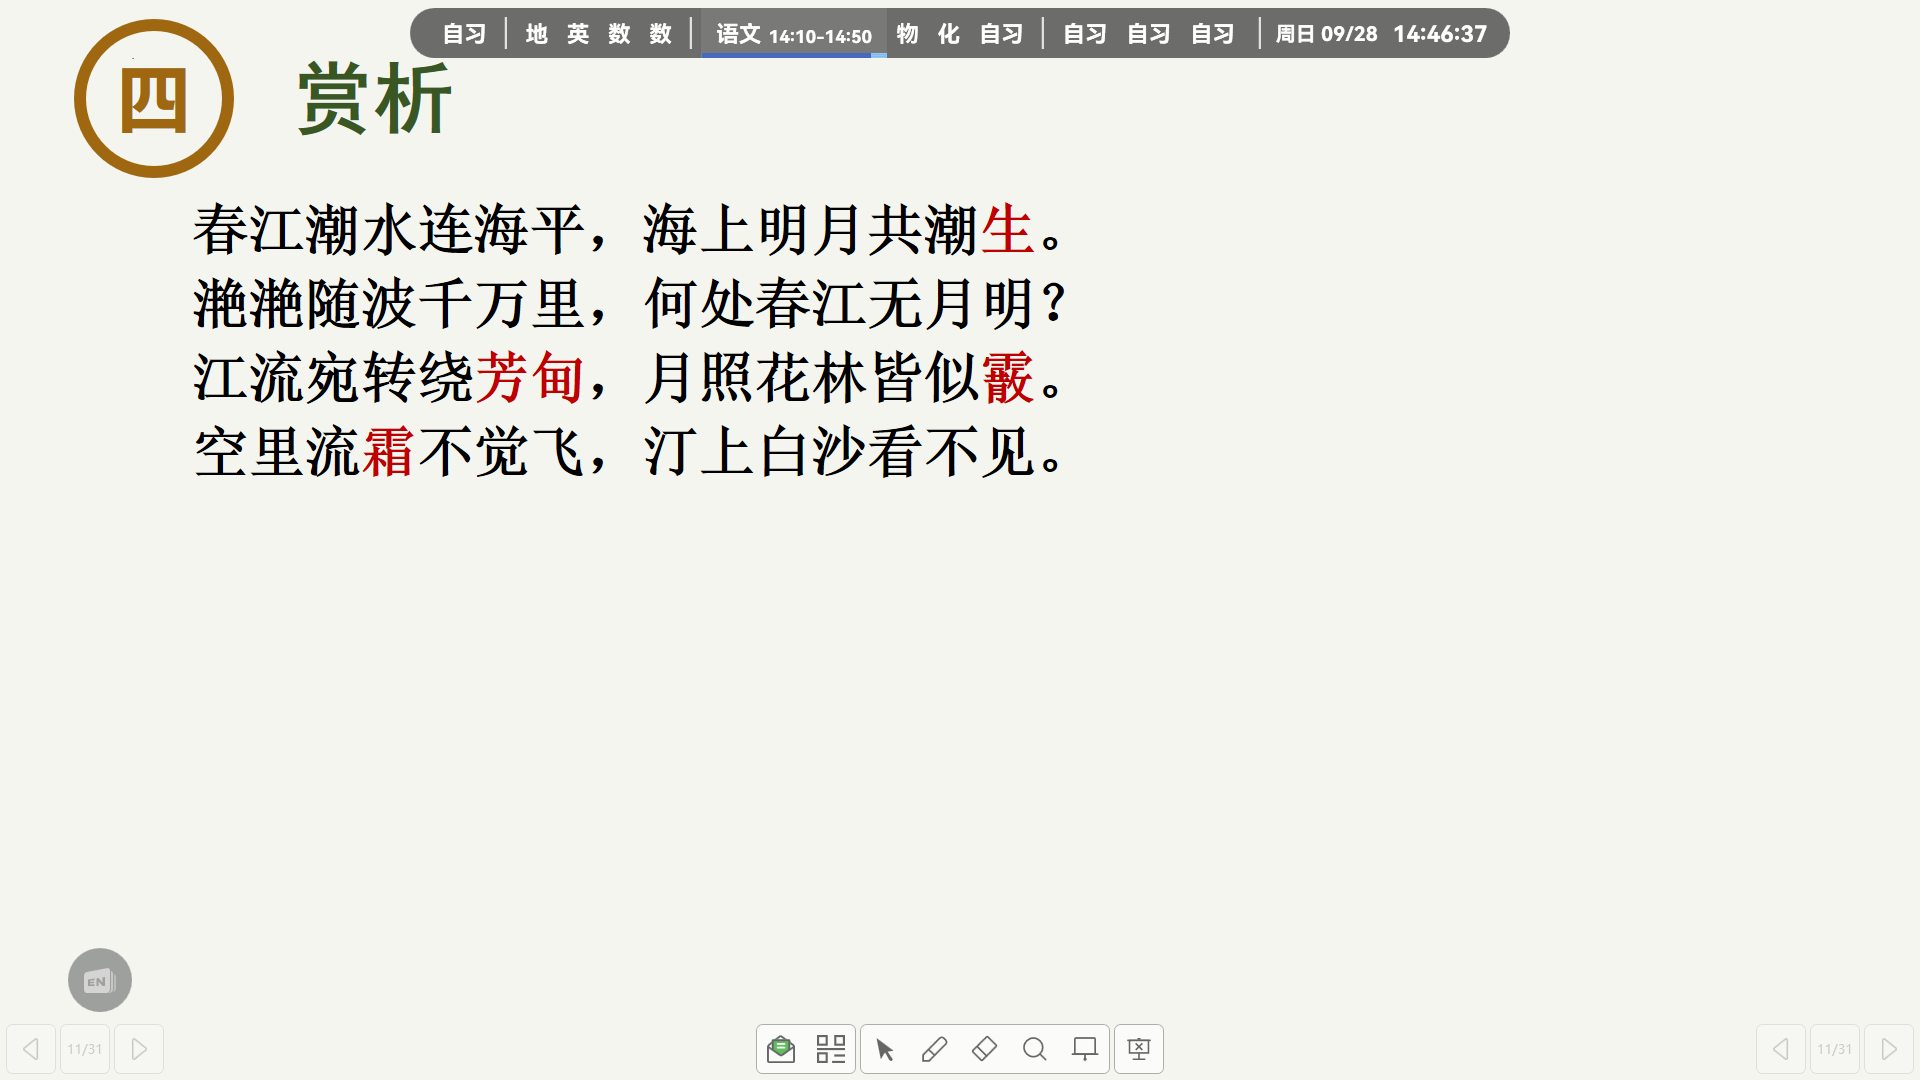 自习 | 地 英 数 数 | 语文 14:10-14:50 物 化 自习 | 自习 自习 自习 | 周日 09/28 14:46:37
四 赏析
春江潮水连海平，海上明月共潮生。
滟滟随波千万里，何处春江无月明？
江流宛转绕芳甸，月照花林皆似霰。
空里流霜不觉飞，汀上白沙看不见。
EN
11/31 11/31